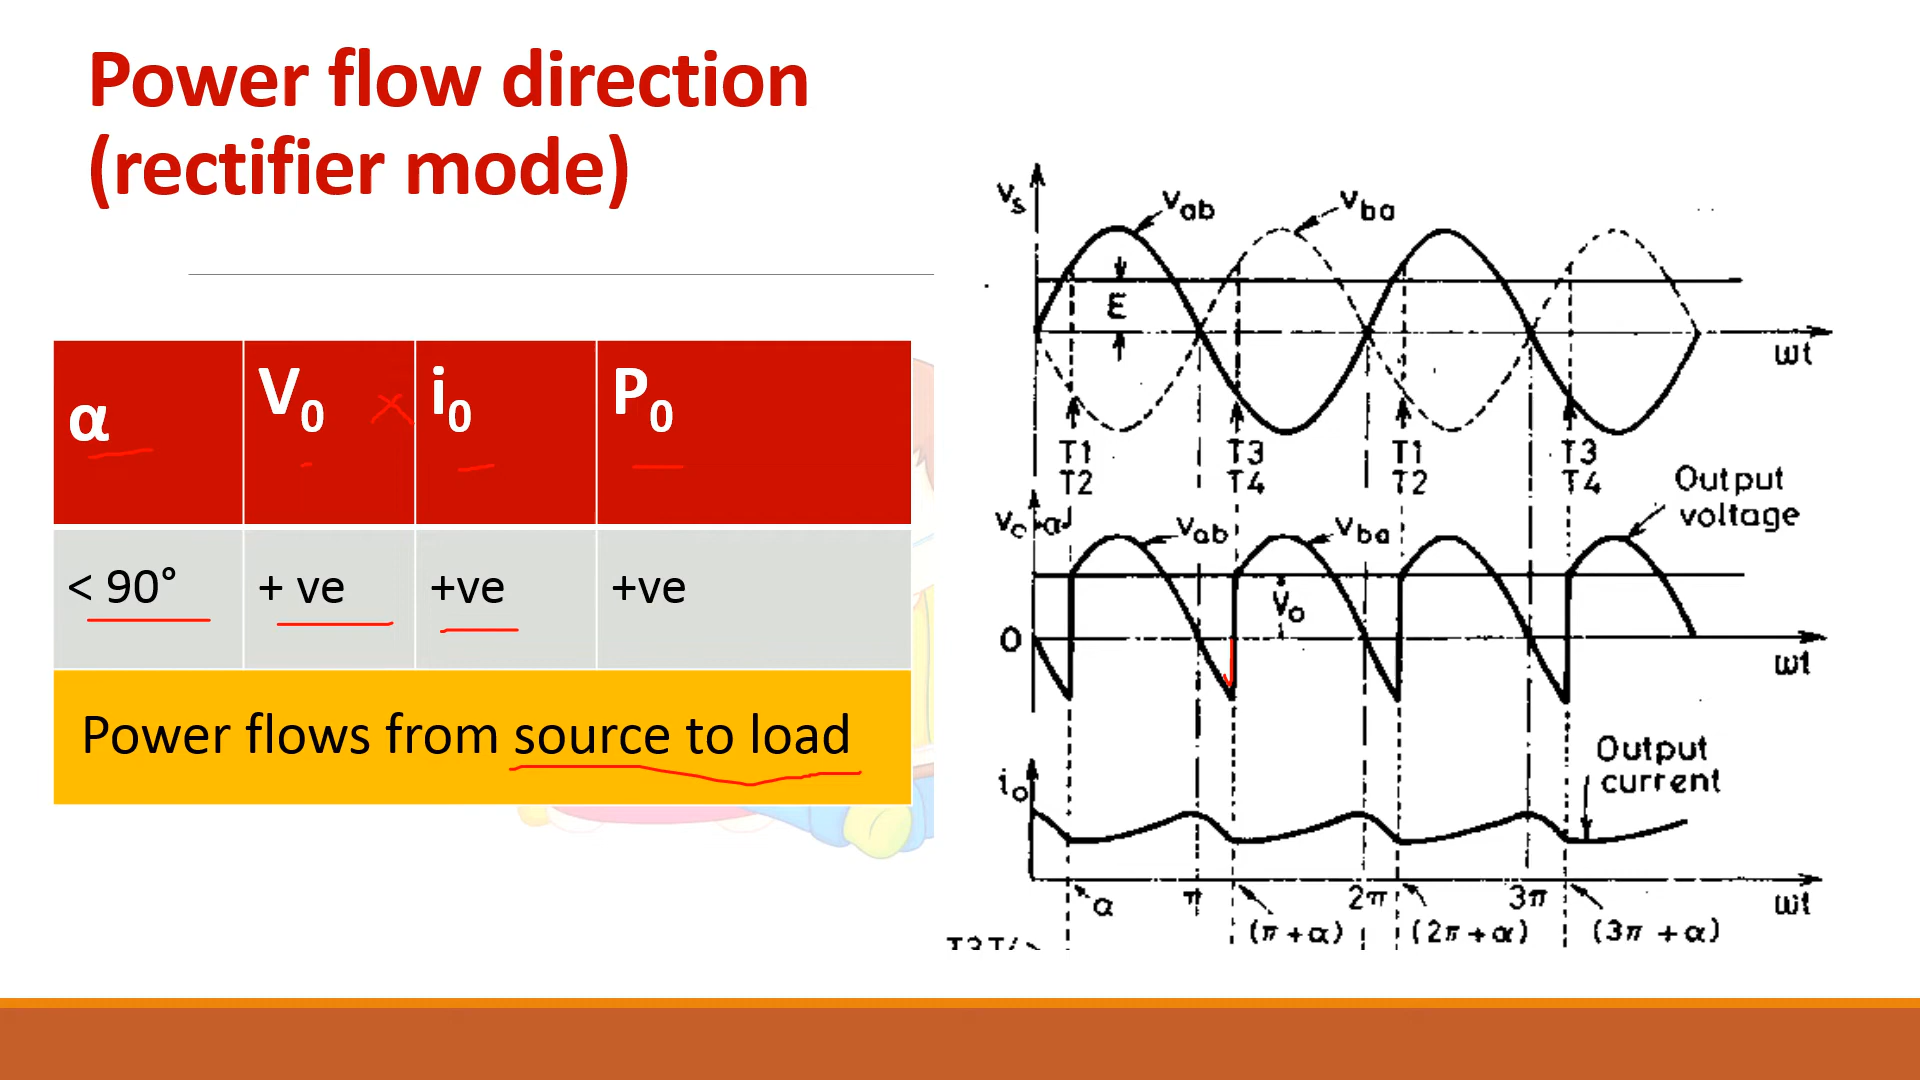 Power flow direction
(rectifier mode)
α V₀ i₀ P₀
< 90° + ve +ve +ve
Power flows from source to load
vs vab vba
E
ωt
T1 T3 T1 T3
T2 T4 T2 T4
Output
voltage
vo α vab vba
Vo
0
ωt
Output
current
io
α π 2π 3π ωt
(π+α) (2π+α) (3π+α)